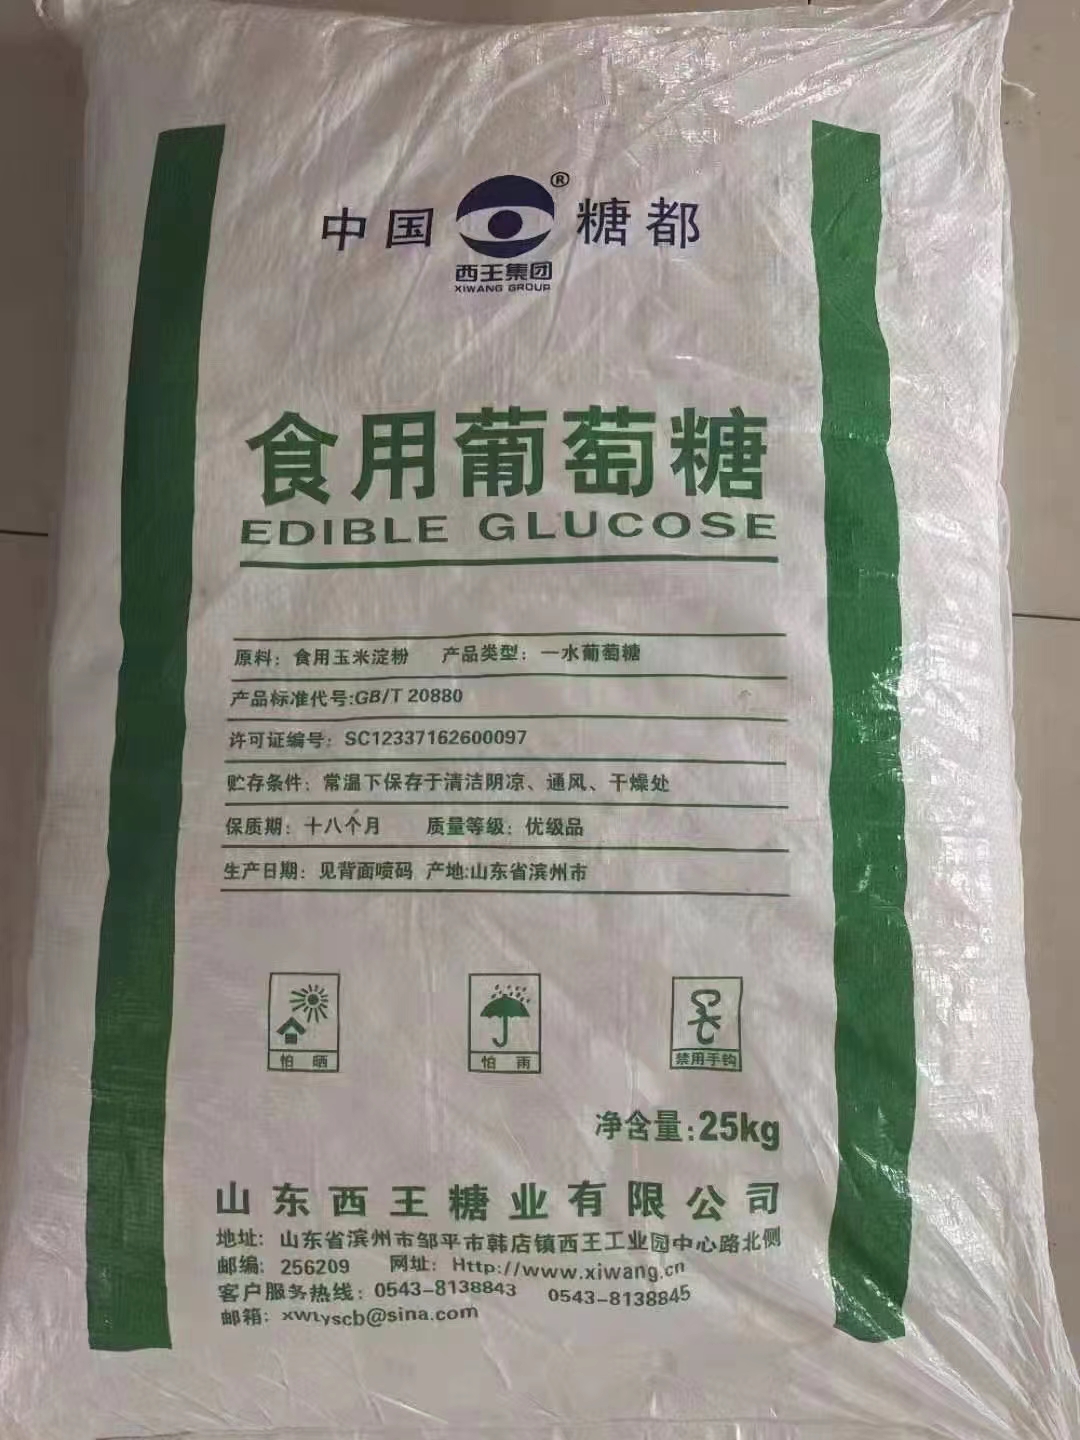 中国 ® 糖都
西王集团
XIWANG GROUP
食用葡萄糖
EDIBLE GLUCOSE
原料：食用玉米淀粉 产品类型：一水葡萄糖
产品标准代号:GB/T 20880
许可证编号：SC12337162600097
贮存条件：常温下保存于清洁阴凉、通风、干燥处
保质期：十八个月 质量等级：优级品
生产日期：见背面喷码 产地:山东省滨州市
怕晒 怕雨 禁用手钩
净含量:25kg
山东西王糖业有限公司
地址：山东省滨州市邹平市韩店镇西王工业园中心路北侧
邮编：256209 网址：Http://www.xiwang.cn
客户服务热线：0543-8138843 0543-8138845
邮箱：xwtyscb@sina.com